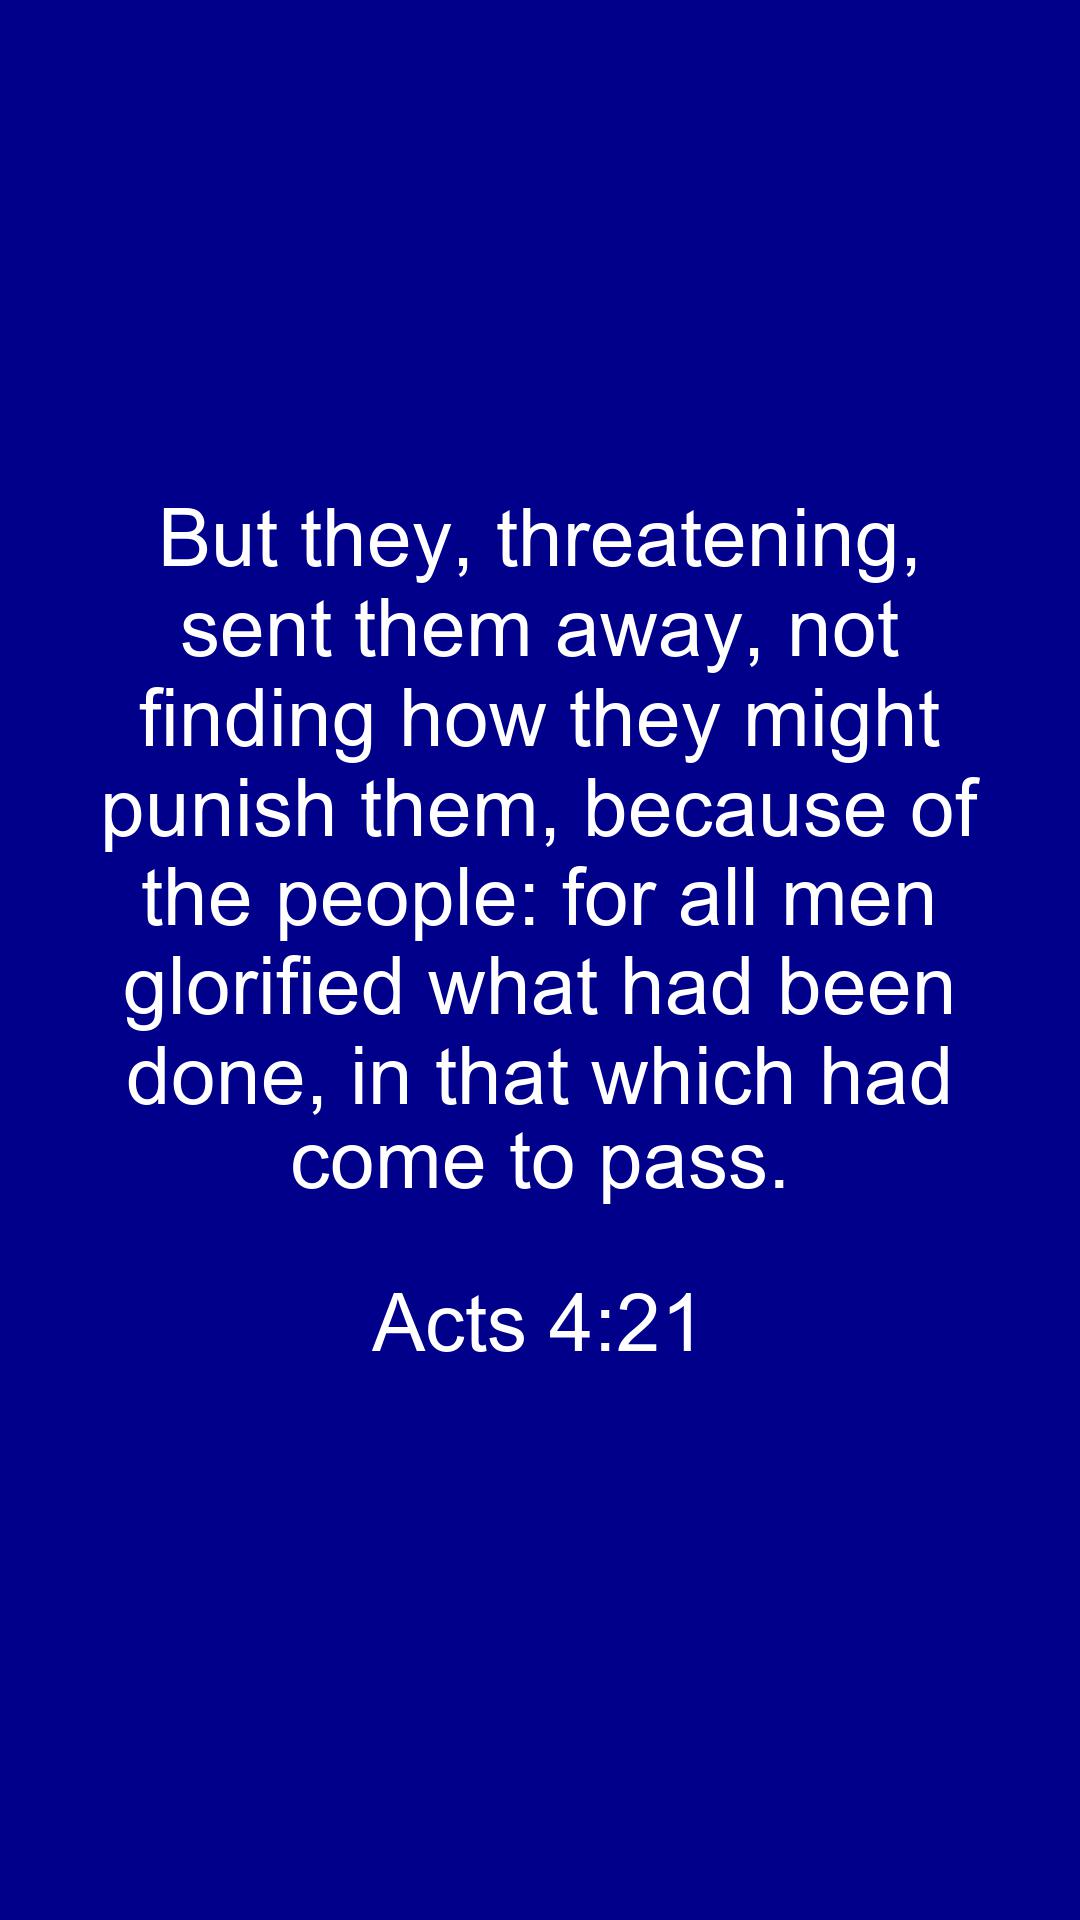 But they, threatening,
sent them away, not
finding how they might
punish them, because of
the people: for all men
glorified what had been
done, in that which had
come to pass.
Acts 4:21